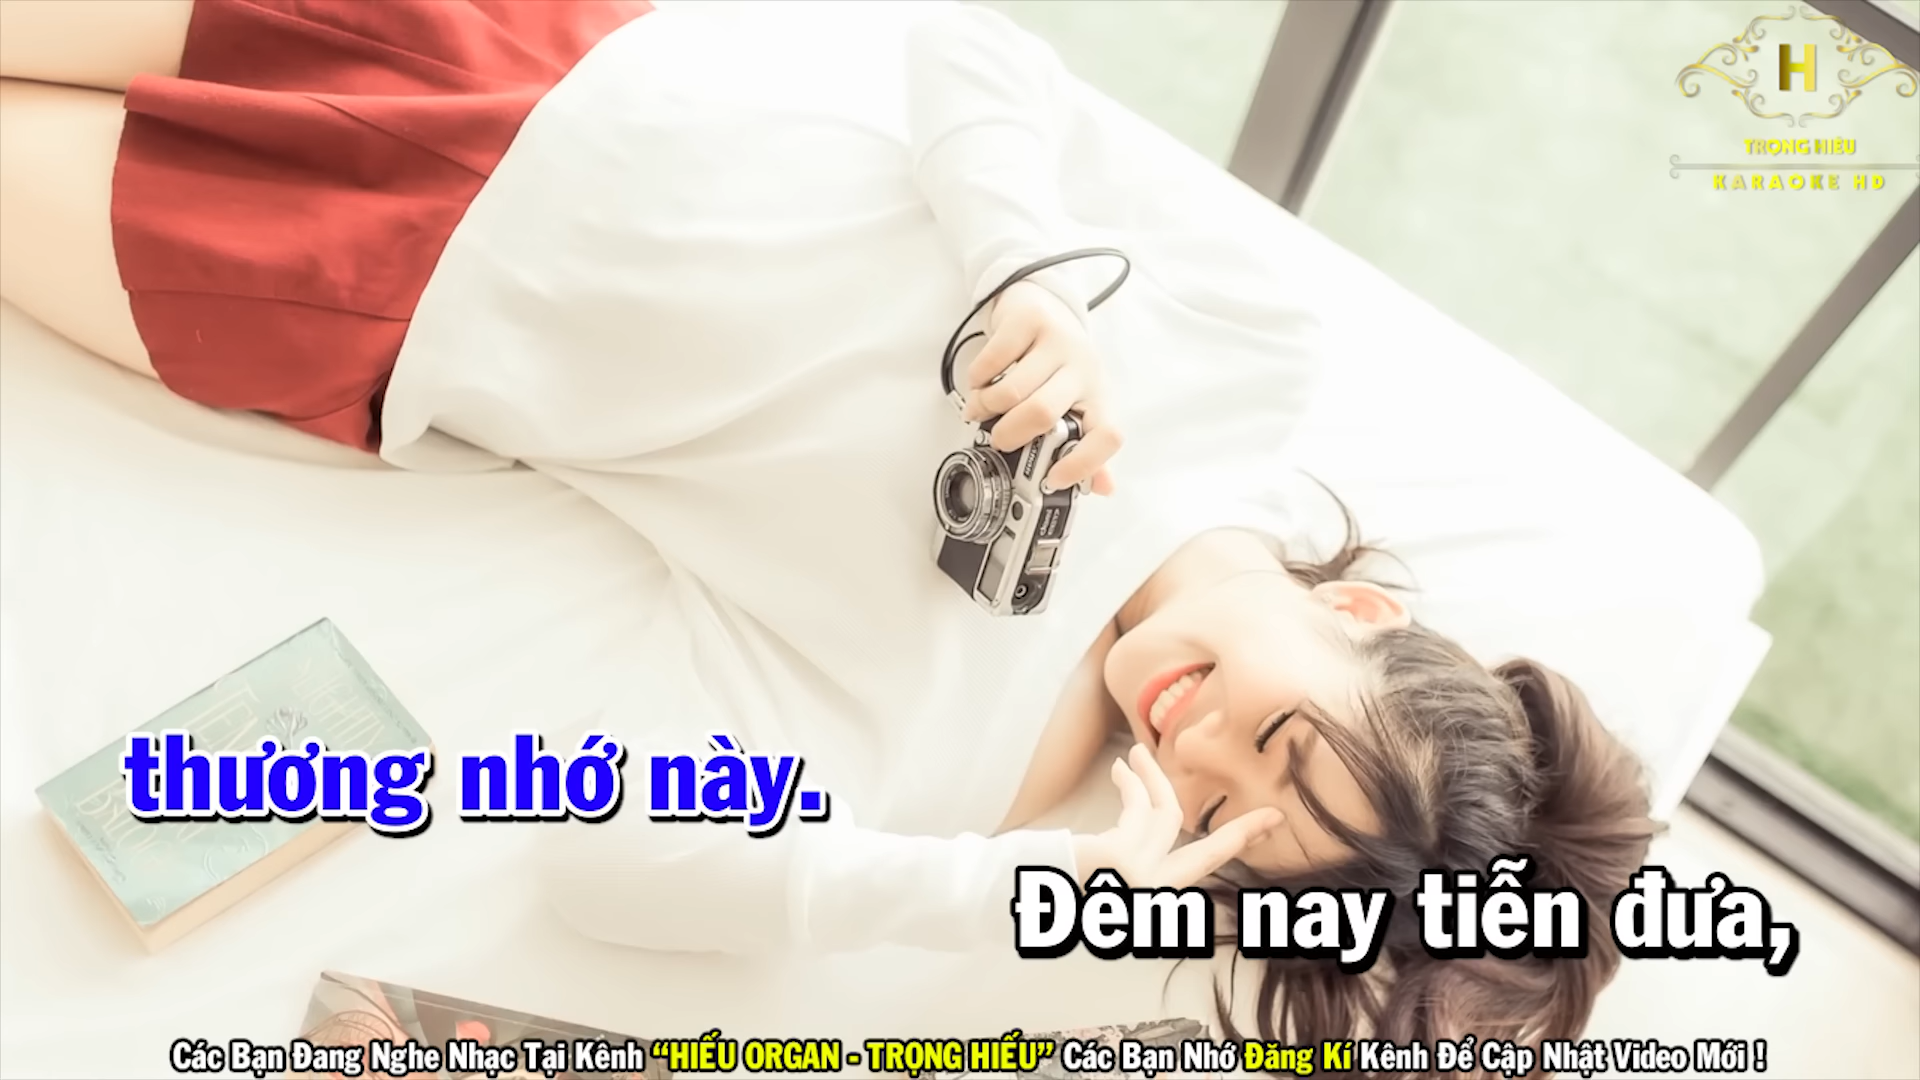 H
TRỌNG HIẾU
KARAOKE HD
thương nhớ này.
Đêm nay tiễn đưa,
Các Bạn Đang Nghe Nhạc Tại Kênh “HIẾU ORGAN - TRỌNG HIẾU” Các Bạn Nhớ Đăng Kí Kênh Để Cập Nhật Video Mới !